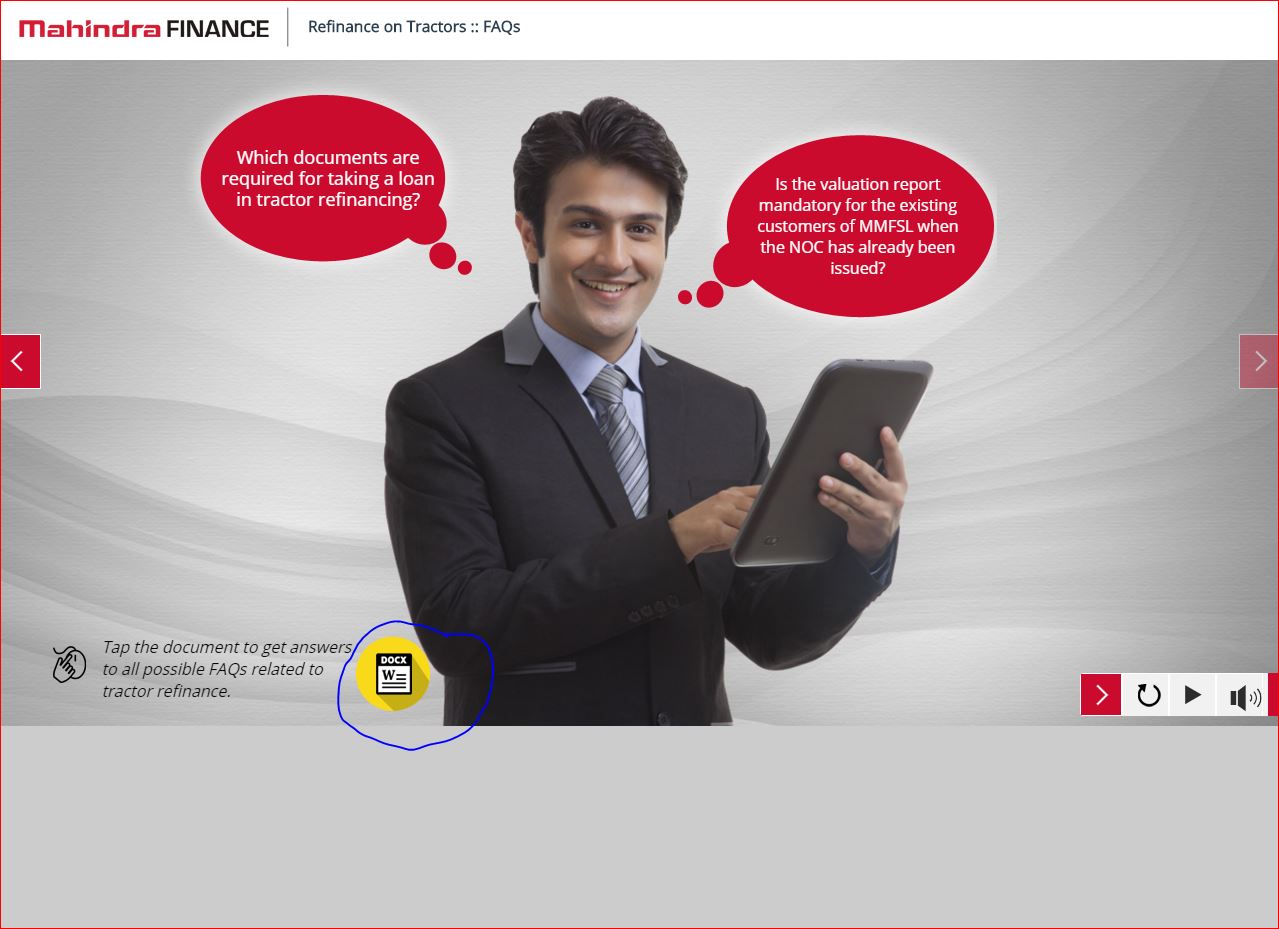 Mahindra FINANCE
Refinance on Tractors :: FAQs
Which documents are
required for taking a loan
in tractor refinancing?
Is the valuation report
mandatory for the existing
customers of MMFSL when
the NOC has already been
issued?
Tap the document to get answers
to all possible FAQs related to
tractor refinance.
DOCX
W